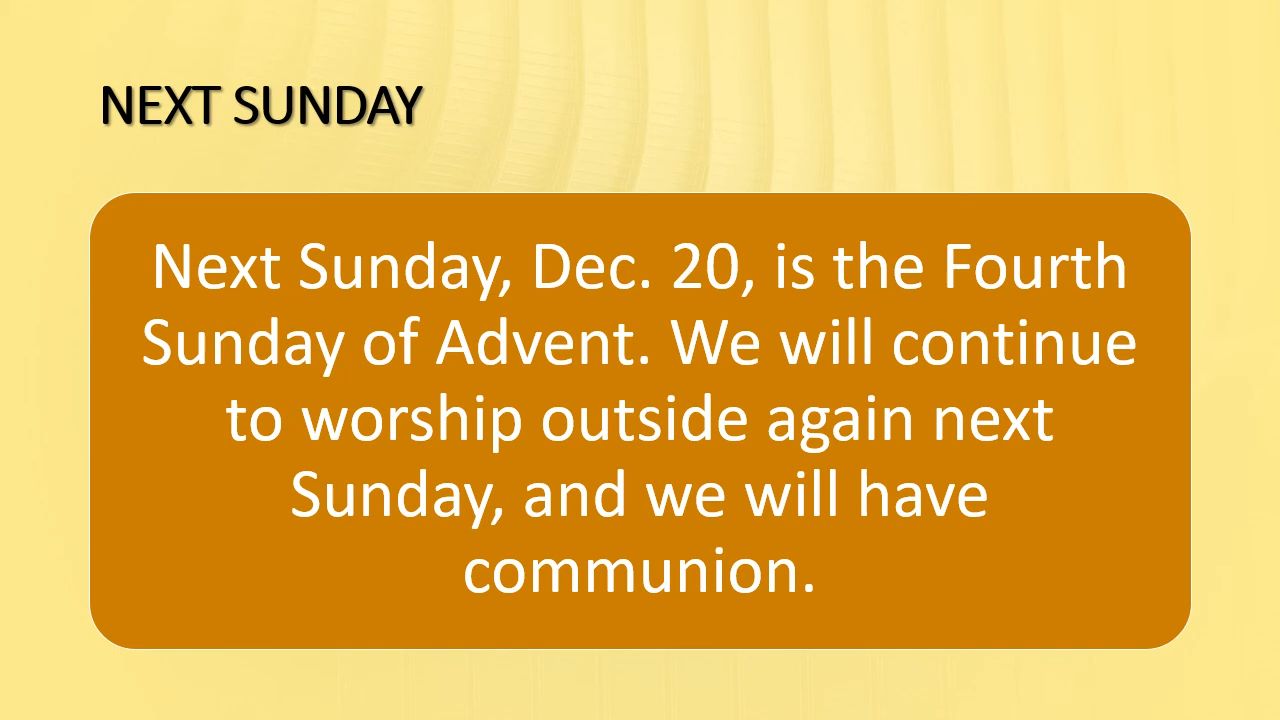 NEXT SUNDAY
Next Sunday, Dec. 20, is the Fourth
Sunday of Advent. We will continue
to worship outside again next
Sunday, and we will have
communion.